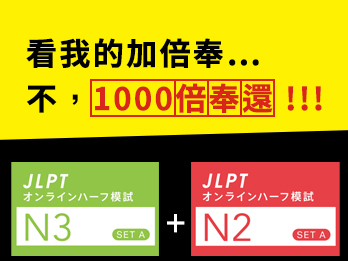 看我的加倍奉...
不，1000倍奉還!!!
JLPT
オンラインハーフ模試
N3
SET A
+
JLPT
オンラインハーフ模試
N2
SET A